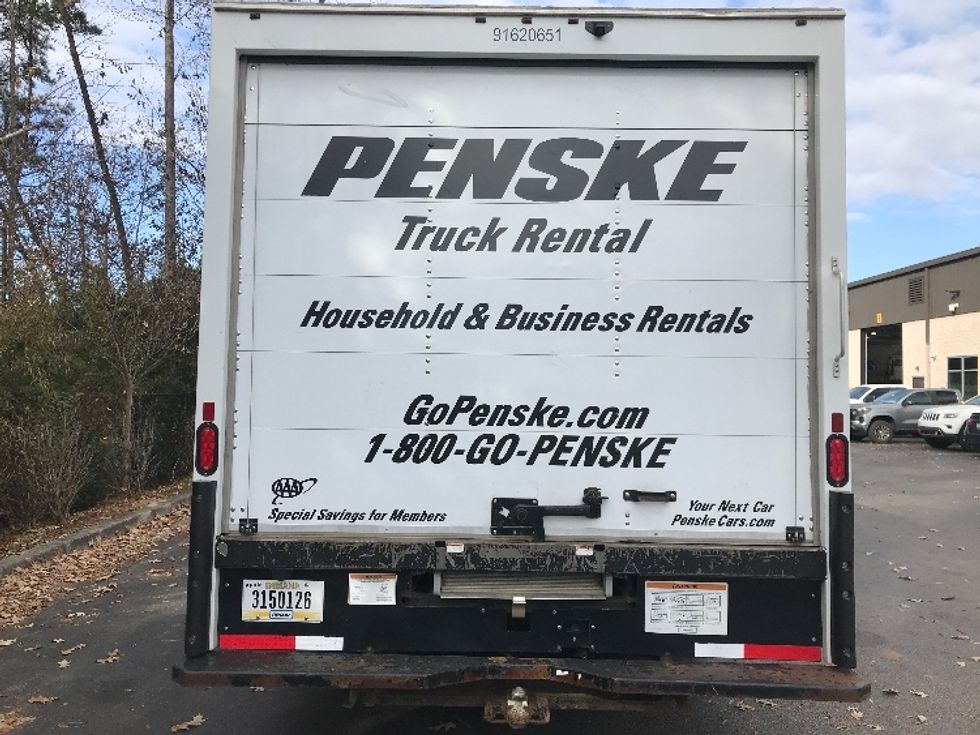 91620651
PENSKE
Truck Rental
Household & Business Rentals
GoPenske.com
1-800-GO-PENSKE
AAA
Special Savings for Members
Your Next Car
PenskeCars.com
INDIANA
3150126